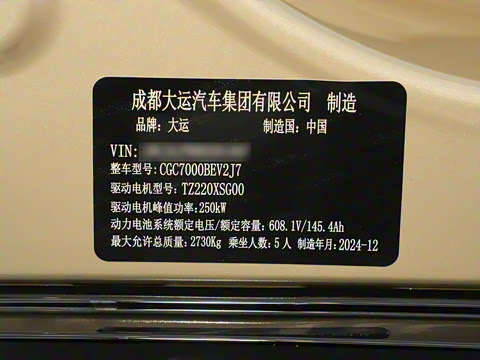 成都大运汽车集团有限公司 制造
品牌：大运 制造国：中国
VIN:
整车型号:CGC7000BEV2J7
驱动电机型号:TZ220XSG00
驱动电机峰值功率:250kW
动力电池系统额定电压/额定容量:608.1V/145.4Ah
最大允许总质量:2730Kg 乘坐人数:5人 制造年月:2024-12